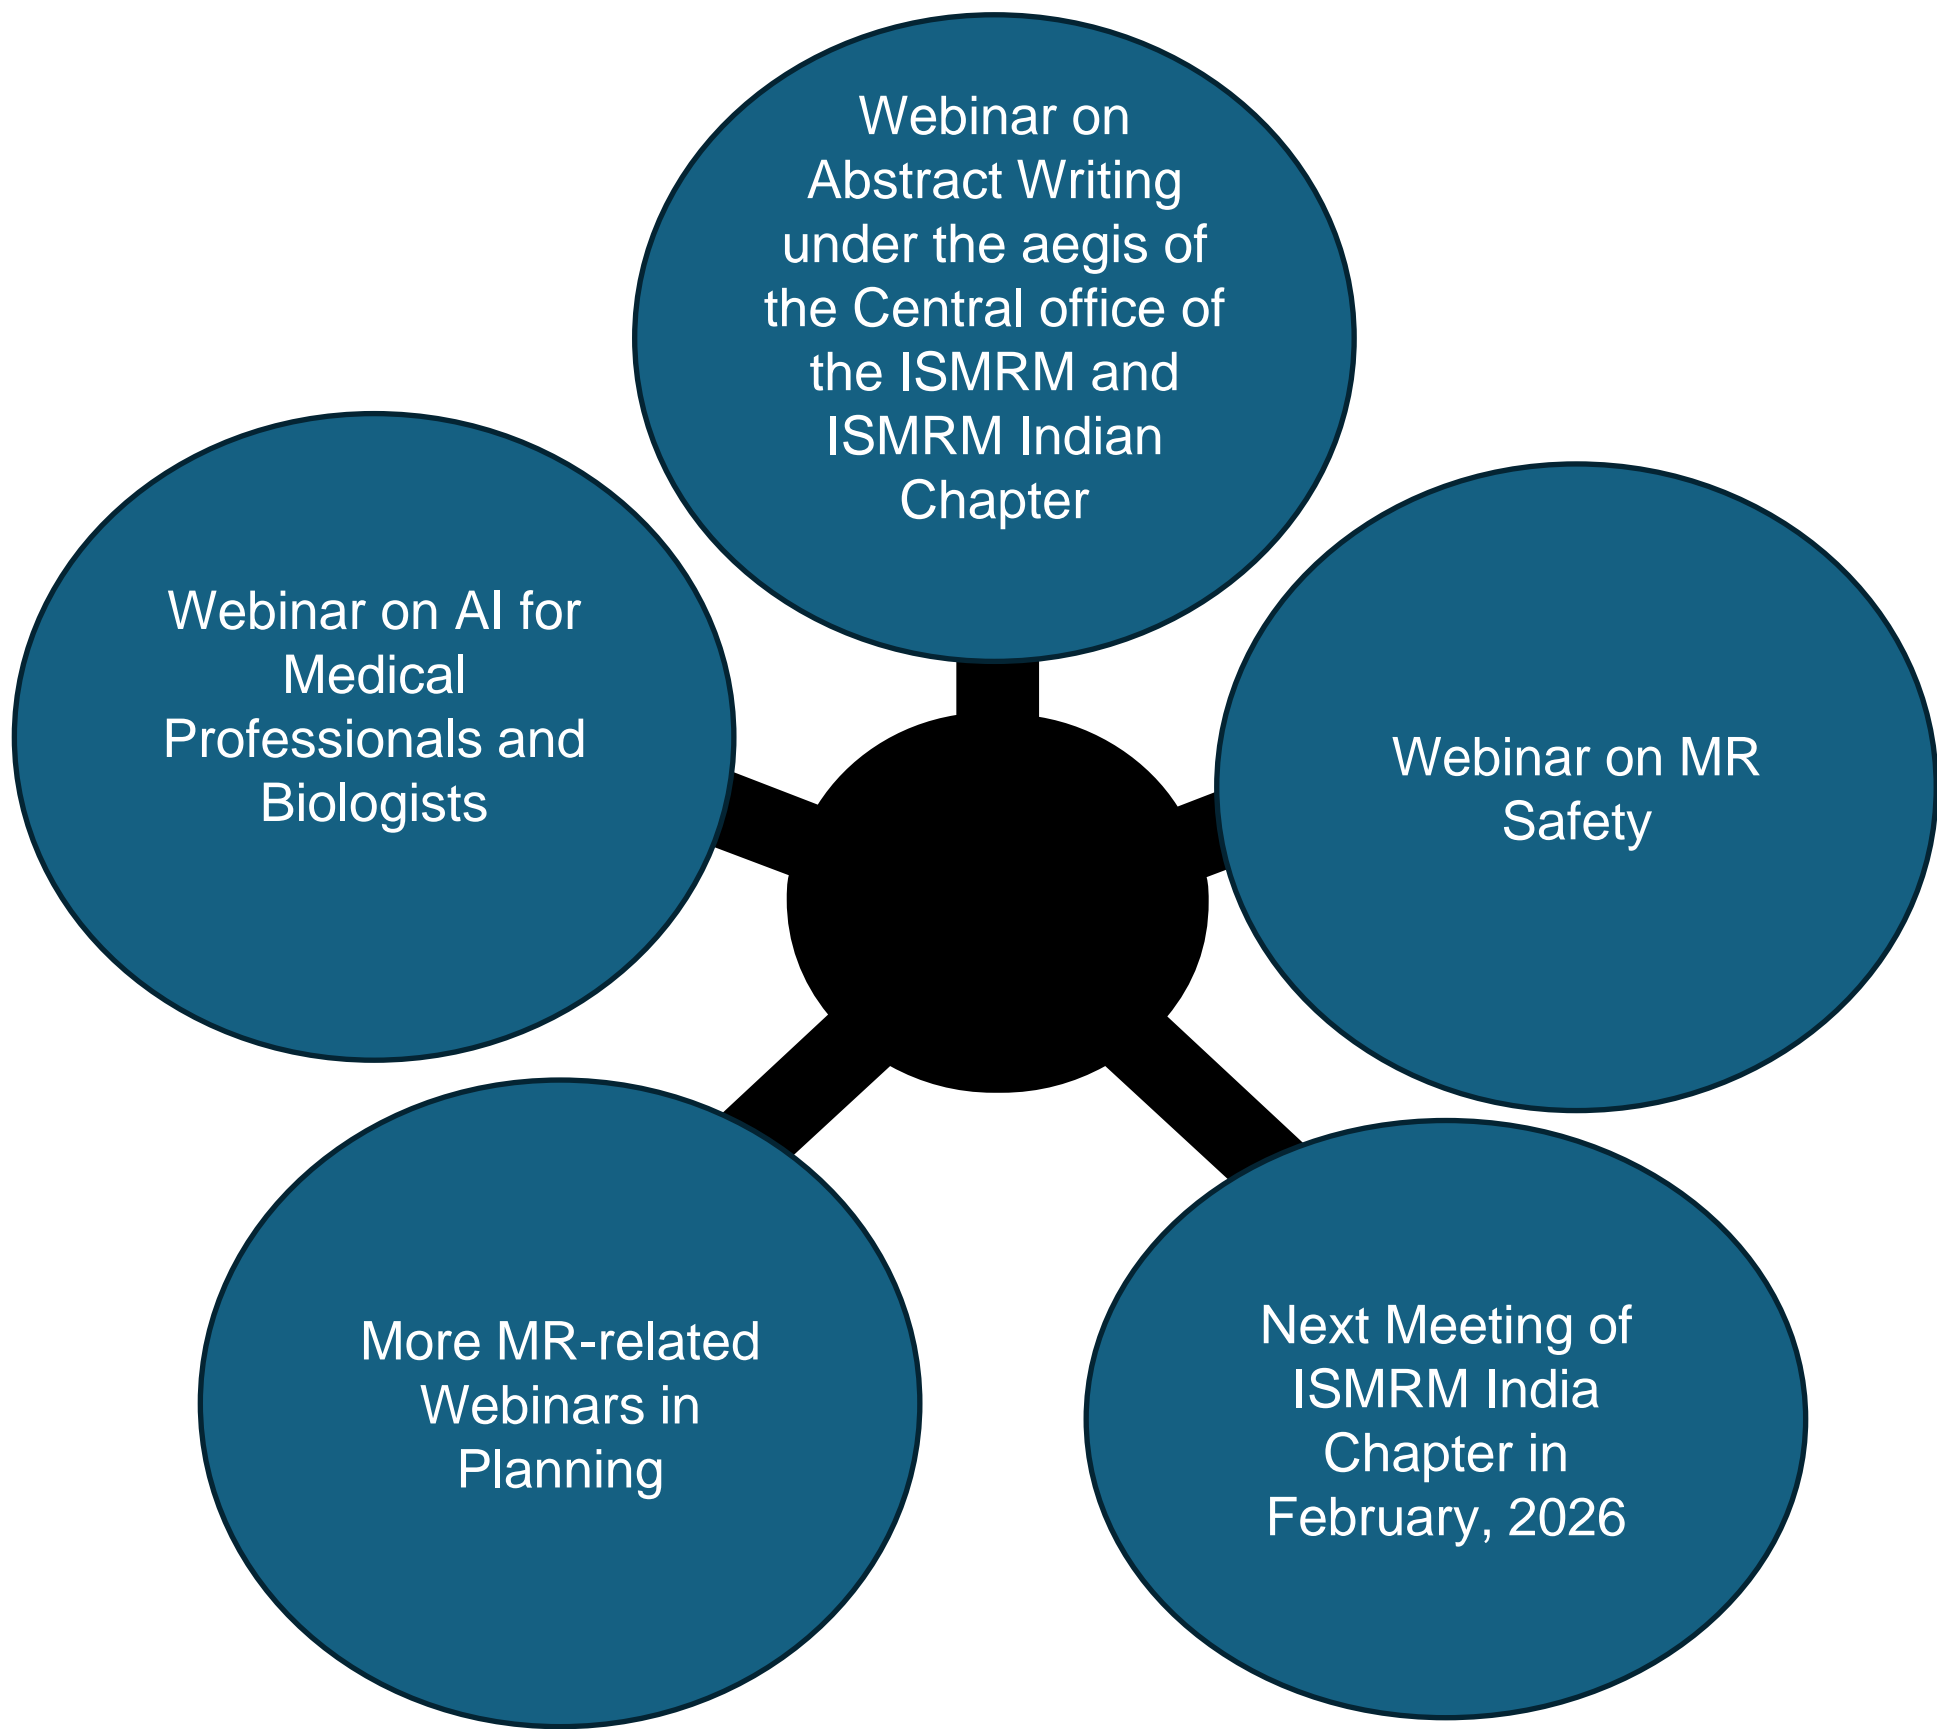 Webinar on
Abstract Writing
under the aegis of
the Central office of
the ISMRM and
ISMRM Indian
Chapter
Webinar on AI for
Medical
Professionals and
Biologists
Webinar on MR
Safety
More MR-related
Webinars in
Planning
Next Meeting of
ISMRM India
Chapter in
February, 2026